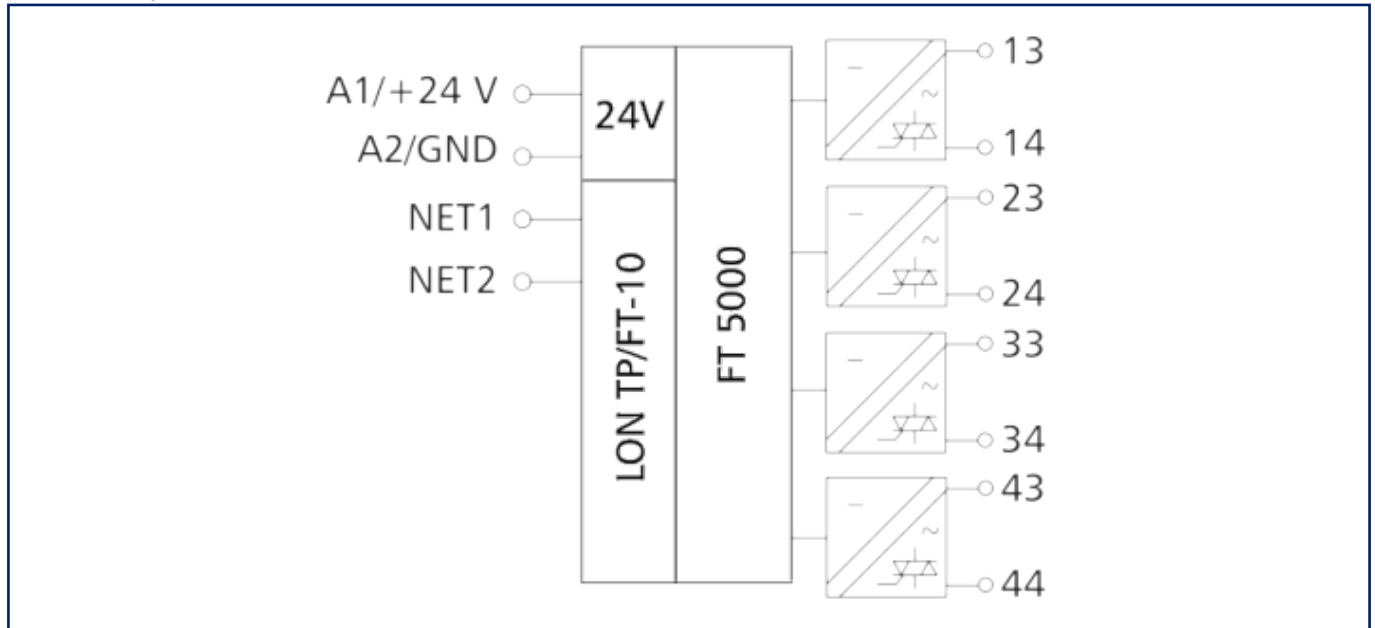 A1/+24 V
A2/GND
NET1
NET2
24V
LON TP/FT-10
FT 5000
13
14
23
24
33
34
43
44